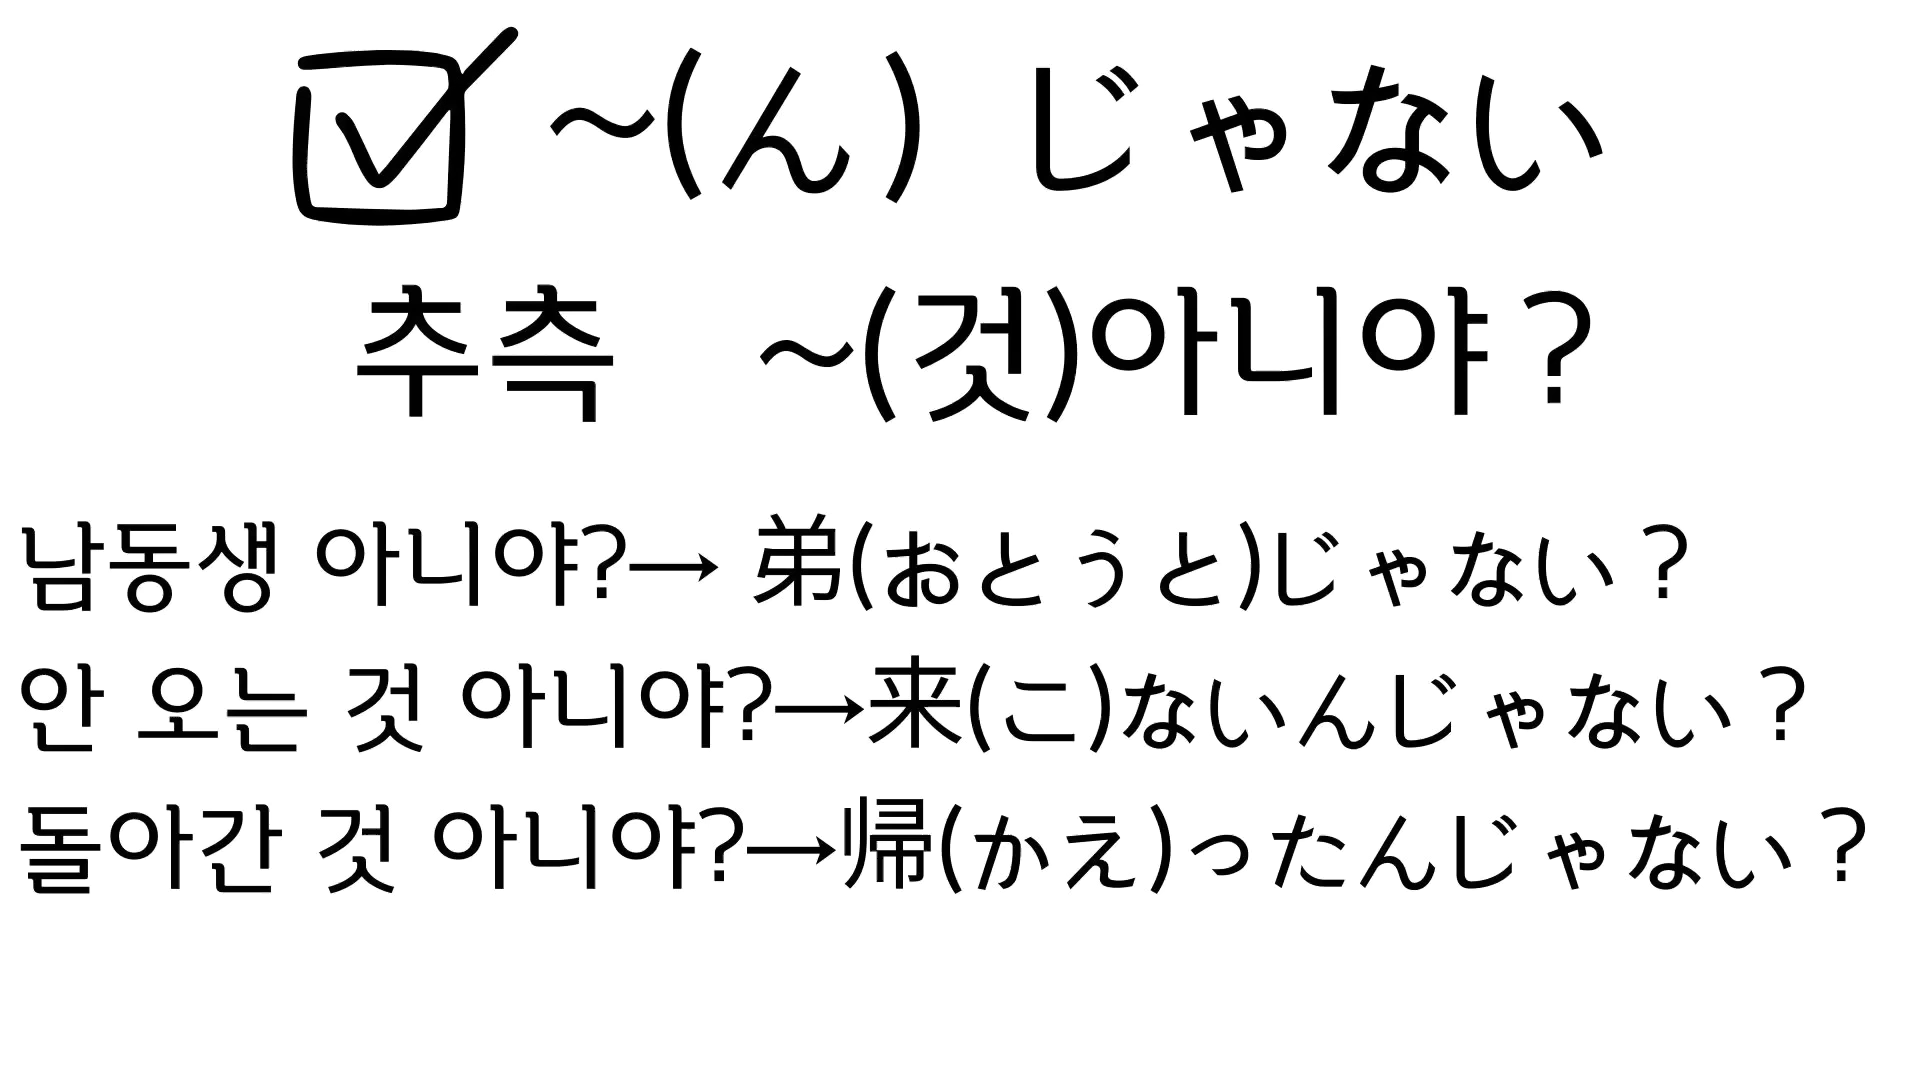 ~(ん）じゃない
추측 ~(것)아니야？
남동생 아니야?→ 弟(おとうと)じゃない？
안 오는 것 아니야?→来(こ)ないんじゃない？
돌아간 것 아니야?→帰(かえ)ったんじゃない？